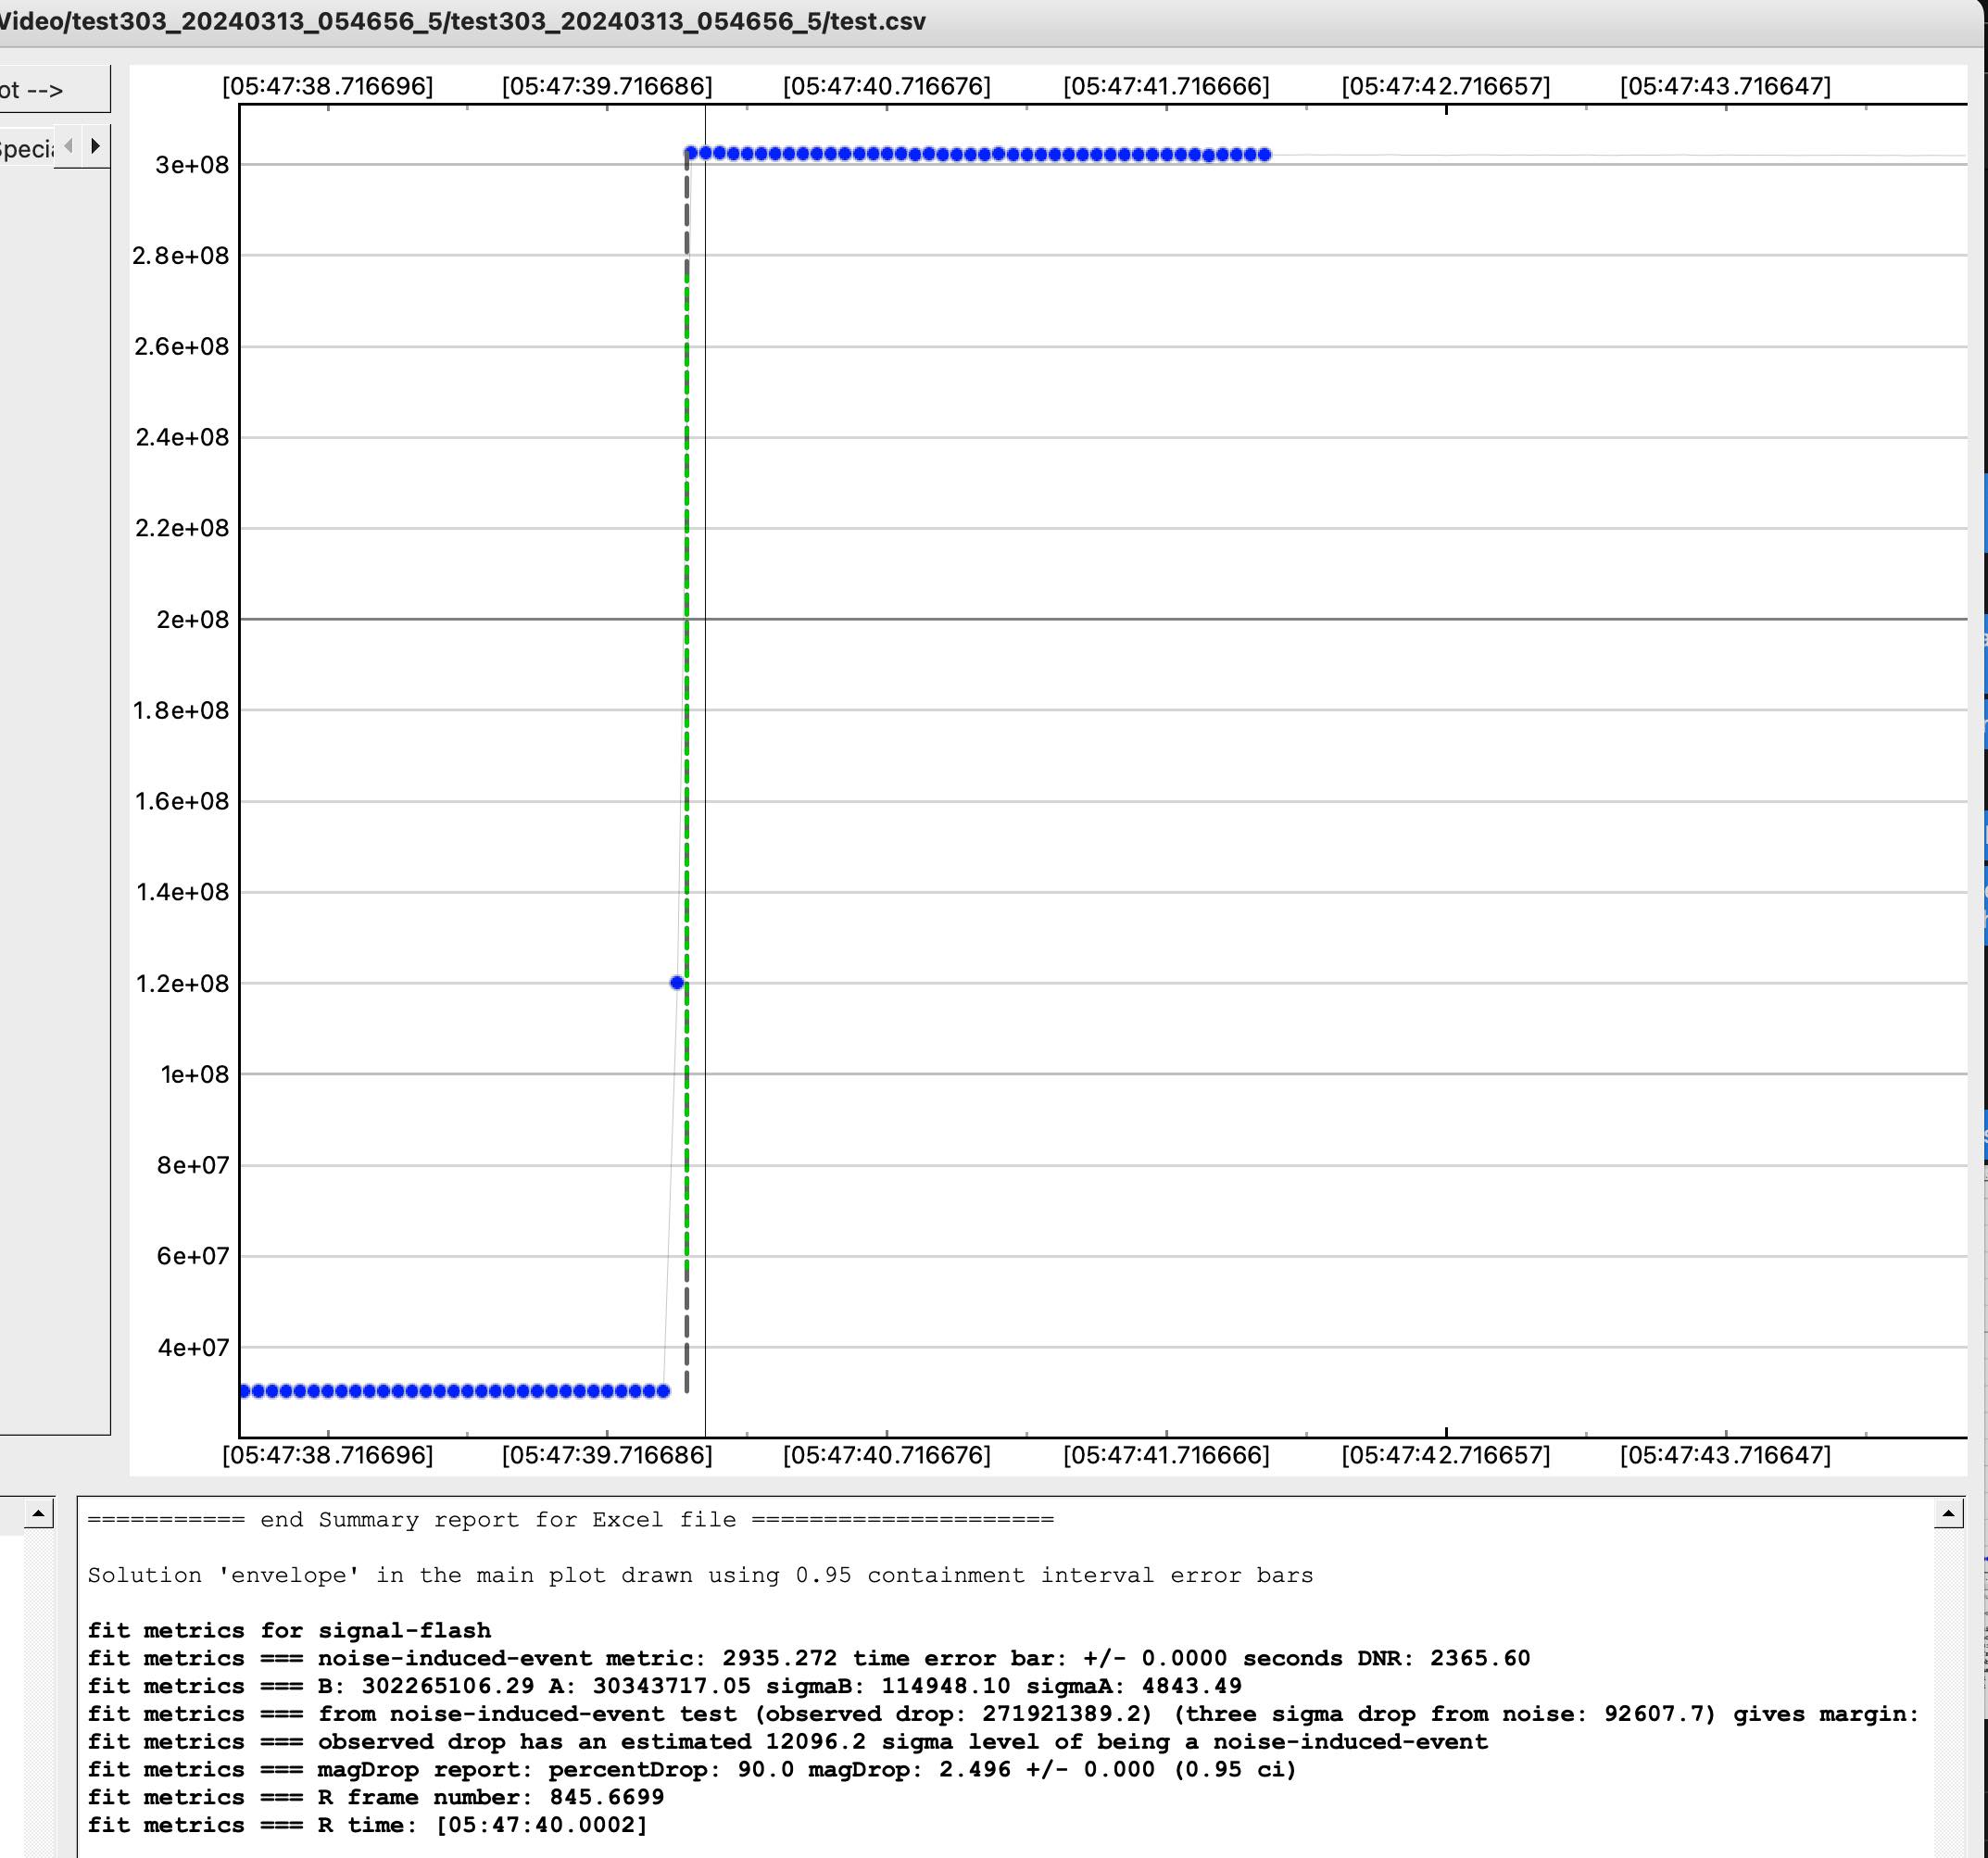 Video/test303_20240313_054656_5/test303_20240313_054656_5/test.csv
ot -->
[05:47:38.716696] [05:47:39.716686] [05:47:40.716676] [05:47:41.716666] [05:47:42.716657] [05:47:43.716647]
3e+08
2.8e+08
2.6e+08
2.4e+08
2.2e+08
2e+08
1.8e+08
1.6e+08
1.4e+08
1.2e+08
1e+08
8e+07
6e+07
4e+07
[05:47:38.716696] [05:47:39.716686] [05:47:40.716676] [05:47:41.716666] [05:47:42.716657] [05:47:43.716647]
=========== end Summary report for Excel file =====================
Solution 'envelope' in the main plot drawn using 0.95 containment interval error bars
fit metrics for signal-flash
fit metrics === noise-induced-event metric: 2935.272 time error bar: +/- 0.0000 seconds DNR: 2365.60
fit metrics === B: 302265106.29 A: 30343717.05 sigmaB: 114948.10 sigmaA: 4843.49
fit metrics === from noise-induced-event test (observed drop: 271921389.2) (three sigma drop from noise: 92607.7) gives margin:
fit metrics === observed drop has an estimated 12096.2 sigma level of being a noise-induced-event
fit metrics === magDrop report: percentDrop: 90.0 magDrop: 2.496 +/- 0.000 (0.95 ci)
fit metrics === R frame number: 845.6699
fit metrics === R time: [05:47:40.0002]